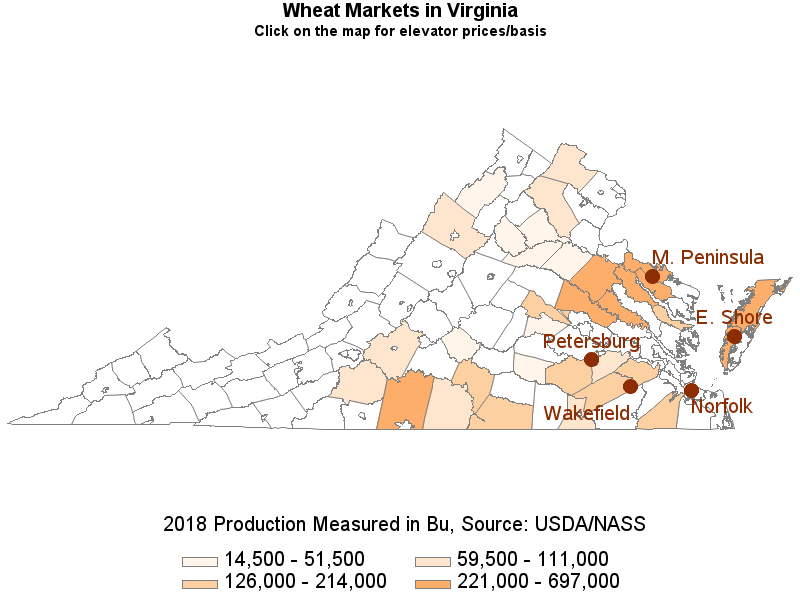 Wheat Markets in Virginia
Click on the map for elevator prices/basis
M. Peninsula
E. Shore
Petersburg
Wakefield
Norfolk
2018 Production Measured in Bu, Source: USDA/NASS
14,500 - 51,500
59,500 - 111,000
126,000 - 214,000
221,000 - 697,000